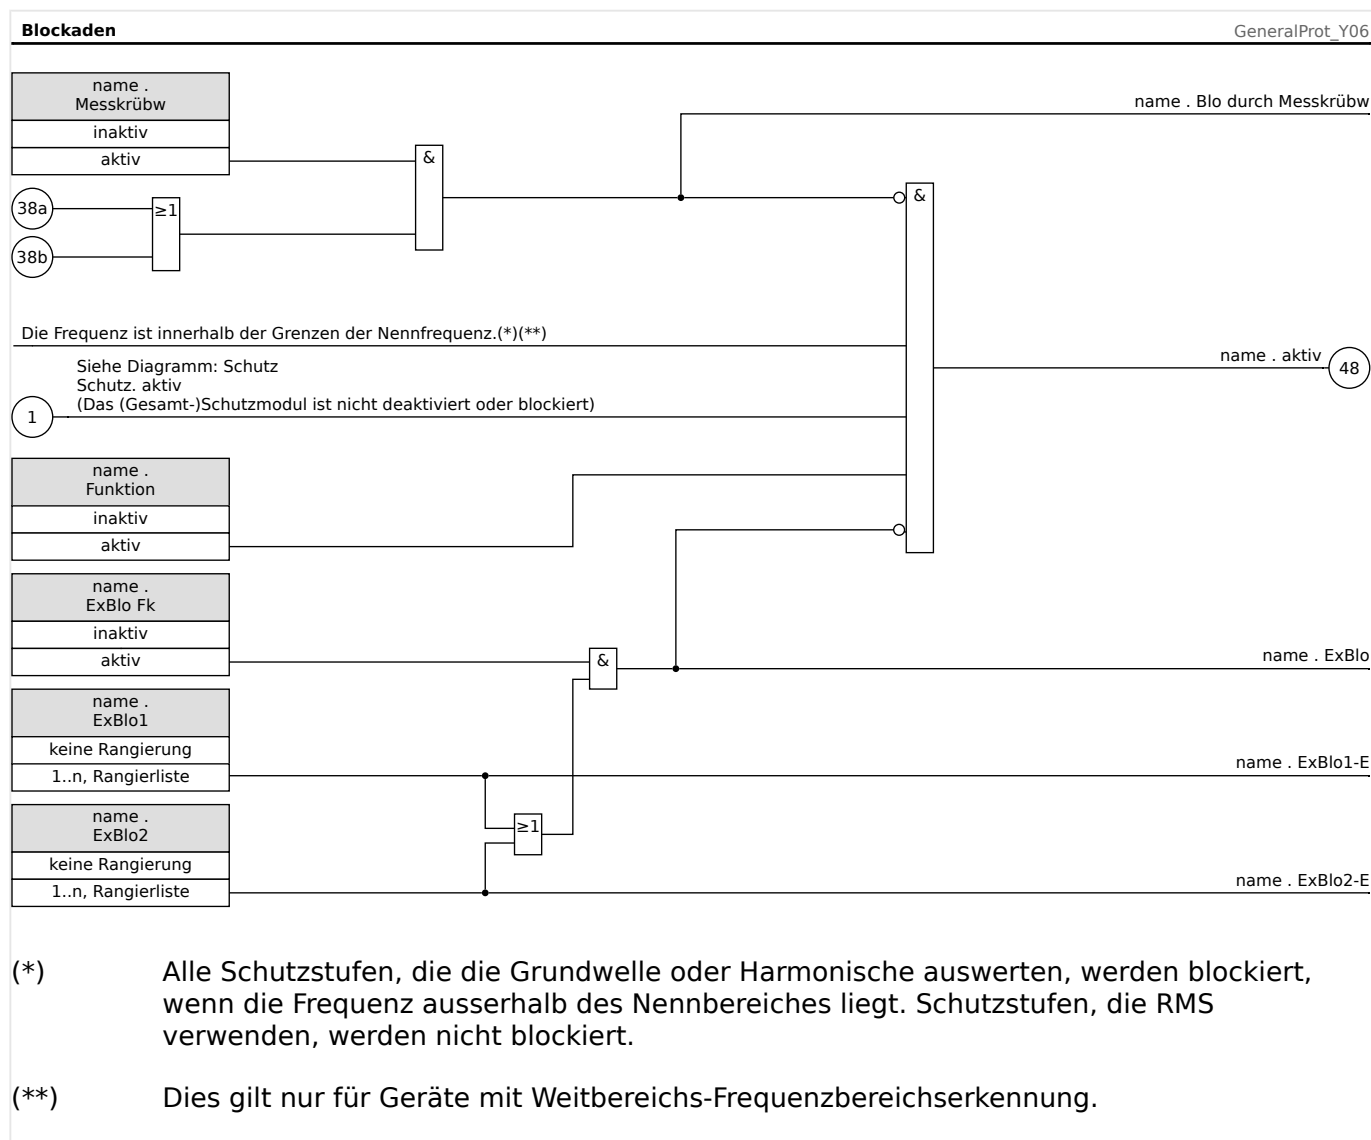 Blockaden
GeneralProt_Y06
name .
Messkrübw
inaktiv
aktiv
name . Blo durch Messkrübw
&
&
38a
≥1
38b
Die Frequenz ist innerhalb der Grenzen der Nennfrequenz.(*)(**)
Siehe Diagramm: Schutz
Schutz. aktiv
(Das (Gesamt-)Schutzmodul ist nicht deaktiviert oder blockiert)
1
name . aktiv
48
name .
Funktion
inaktiv
aktiv
name .
ExBlo Fk
inaktiv
aktiv
&
name . ExBlo
name .
ExBlo1
keine Rangierung
1..n, Rangierliste
name . ExBlo1-E
≥1
name .
ExBlo2
keine Rangierung
1..n, Rangierliste
name . ExBlo2-E
(*) Alle Schutzstufen, die die Grundwelle oder Harmonische auswerten, werden blockiert,
wenn die Frequenz ausserhalb des Nennbereiches liegt. Schutzstufen, die RMS
verwenden, werden nicht blockiert.
(**) Dies gilt nur für Geräte mit Weitbereichs-Frequenzbereichserkennung.